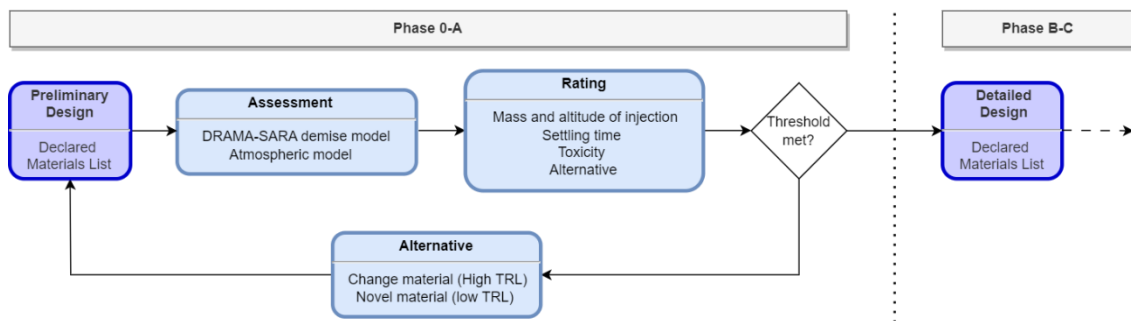 Phase 0-A
Phase B-C
Preliminary
Design
Declared
Materials List
Assessment
DRAMA-SARA demise model
Atmospheric model
Rating
Mass and altitude of injection
Settling time
Toxicity
Alternative
Threshold
met?
Detailed
Design
Declared
Materials List
Alternative
Change material (High TRL)
Novel material (low TRL)